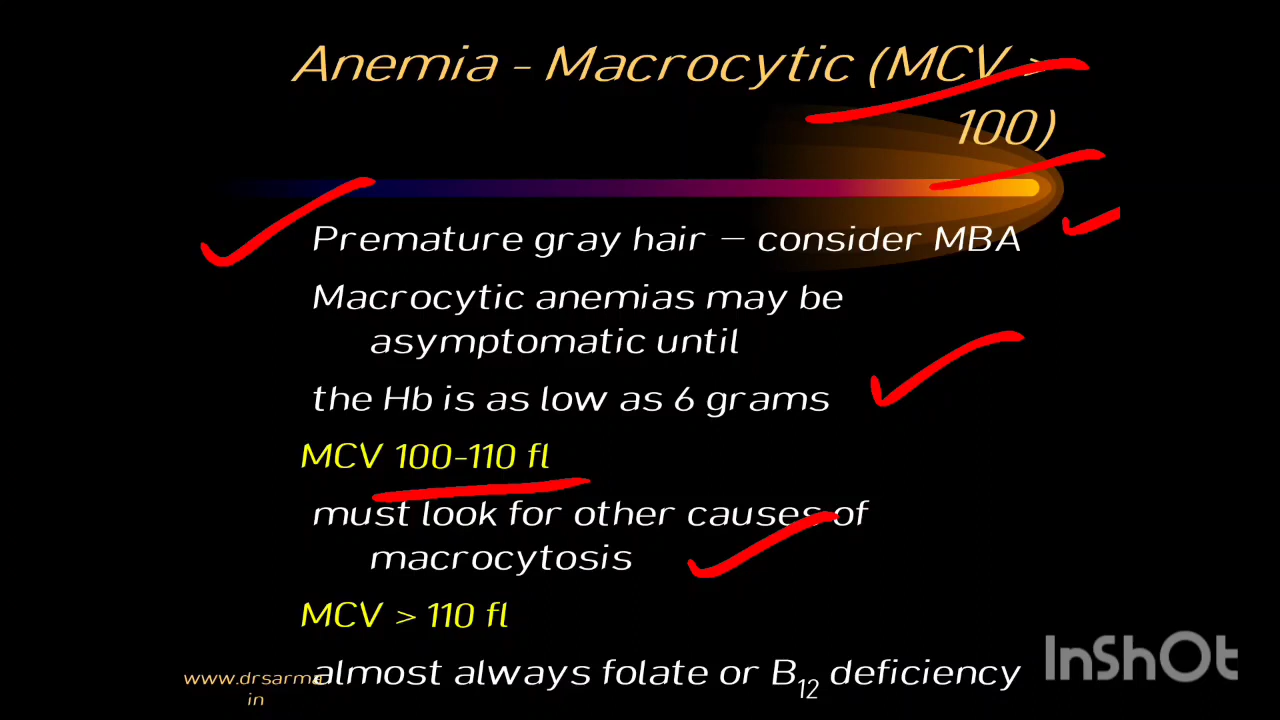 Anemia - Macrocytic (MCV >
100)
Premature gray hair – consider MBA
Macrocytic anemias may be
asymptomatic until
the Hb is as low as 6 grams
MCV 100-110 fl
must look for other causes of
macrocytosis
MCV > 110 fl
almost always folate or B12 deficiency
www.drsarma.
in
InShOt